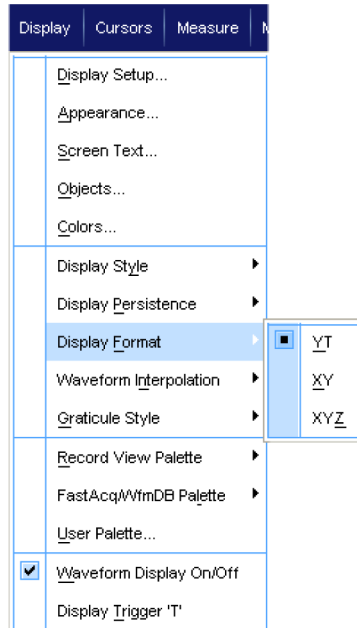 Display Cursors Measure
Display Setup...
Appearance...
Screen Text...
Objects...
Colors...
Display Style
Display Persistence
Display Format
YT
XY
XYZ
Waveform Interpolation
Graticule Style
Record View Palette
FastAcq/WfmDB Palette
User Palette...
Waveform Display On/Off
Display Trigger 'T'